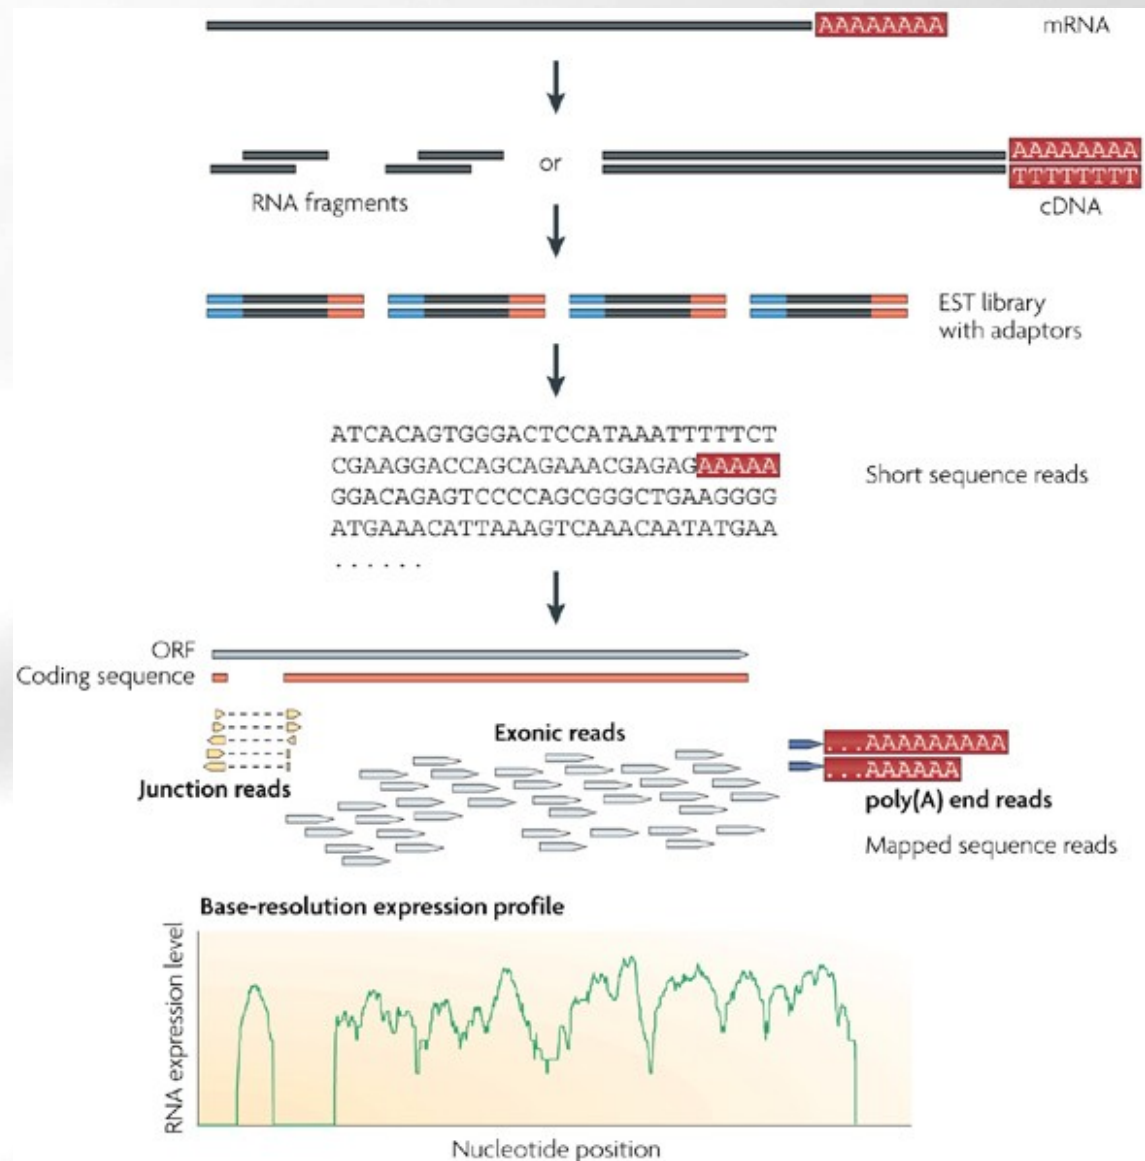 AAAAAAAA mRNA
or
AAAAAAAA
TTTTTTTT
RNA fragments
cDNA
EST library
with adaptors
ATCACAGTGGGACTCCATAAATTTTTCT
CGAAGGACCAGCAGAAACGAGAGAAAAA
GGACAGAGTCCCCAGCGGGCTGAAGGGG
ATGAAACATTAAAGTCAAACAATATGAA
. . . . . .
Short sequence reads
ORF
Coding sequence
Junction reads
Exonic reads
...AAAAAAAAA
...AAAAAA
poly(A) end reads
Mapped sequence reads
Base-resolution expression profile
RNA expression level
Nucleotide position